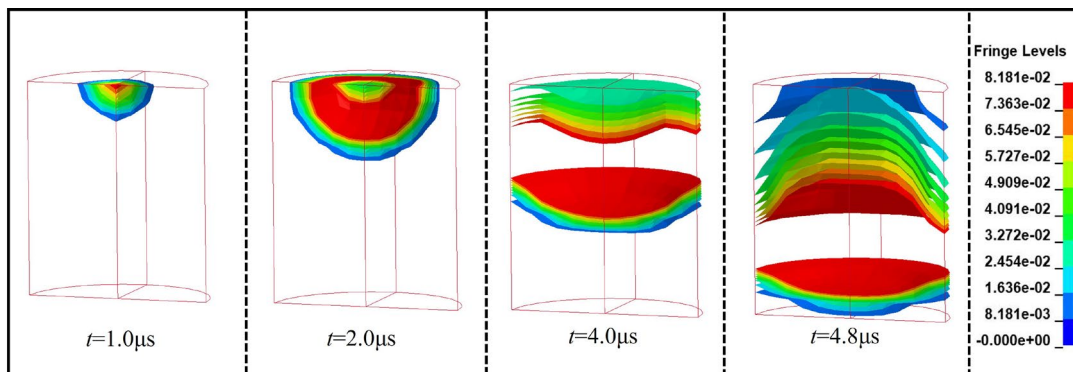 Fringe Levels
8.181e-02
7.363e-02
6.545e-02
5.727e-02
4.909e-02
4.091e-02
3.272e-02
2.454e-02
1.636e-02
8.181e-03
-0.000e+00
t=1.0μs
t=2.0μs
t=4.0μs
t=4.8μs